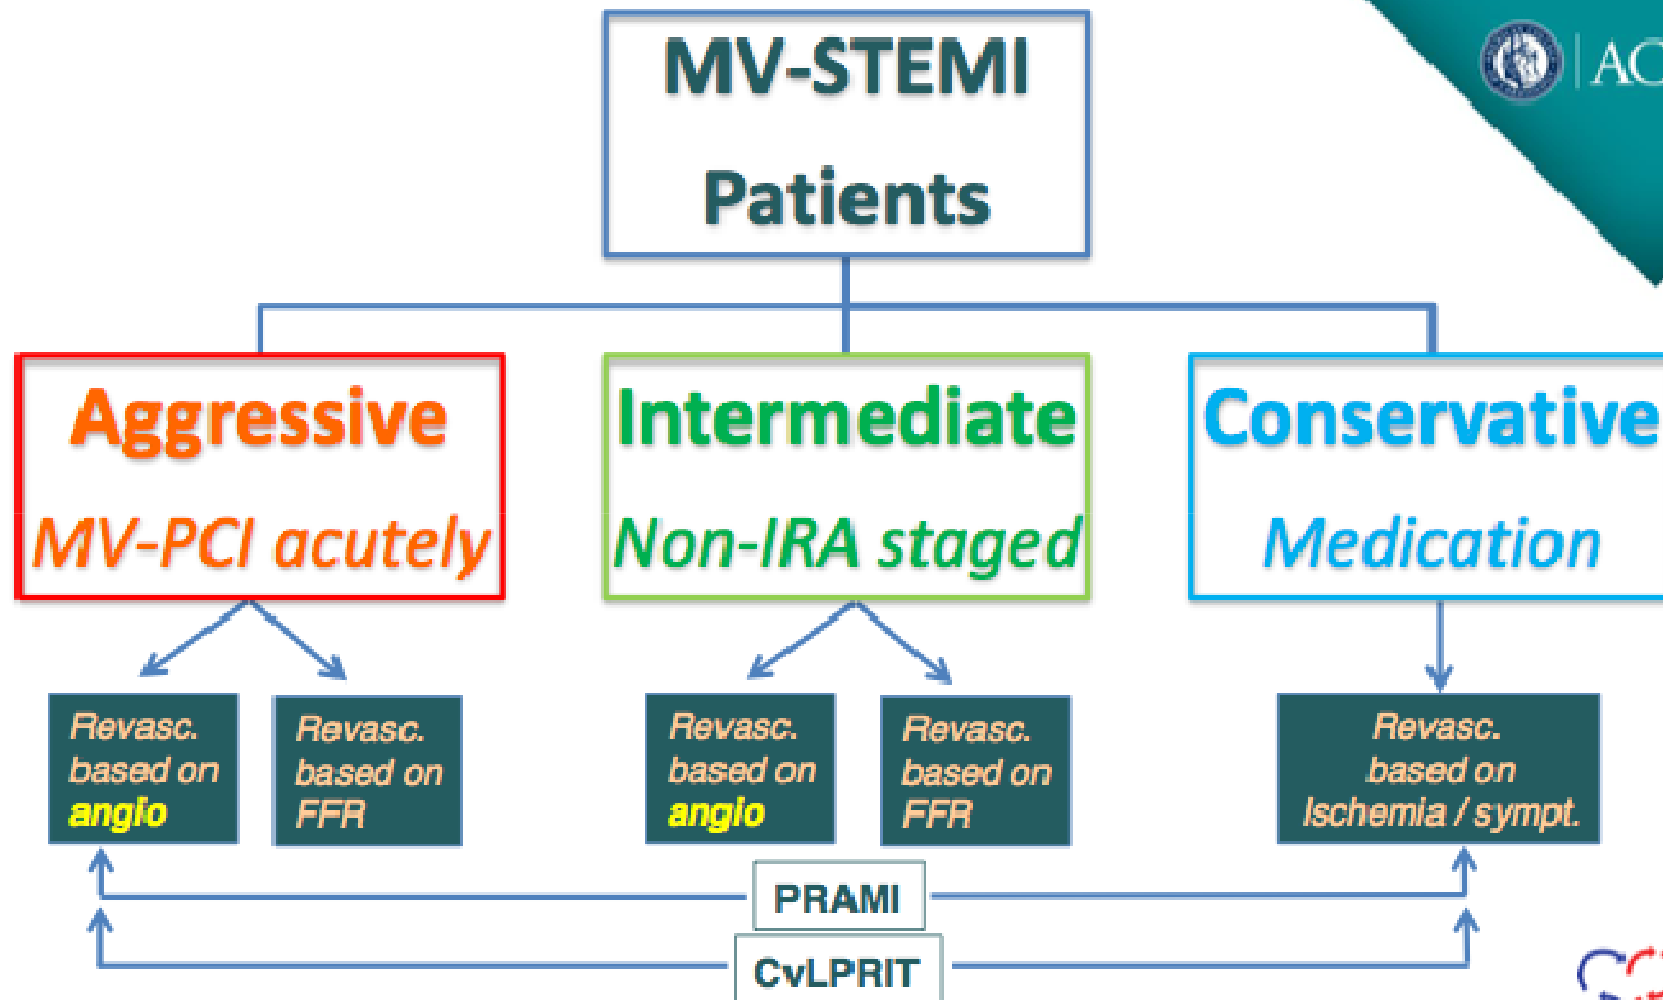 MV-STEMI
Patients
AC
Aggressive
MV-PCI acutely
Intermediate
Non-IRA staged
Conservative
Medication
Revasc.
based on
angio
Revasc.
based on
FFR
Revasc.
based on
angio
Revasc.
based on
FFR
Revasc.
based on
Ischemia / sympt.
PRAMI
CvLPRIT